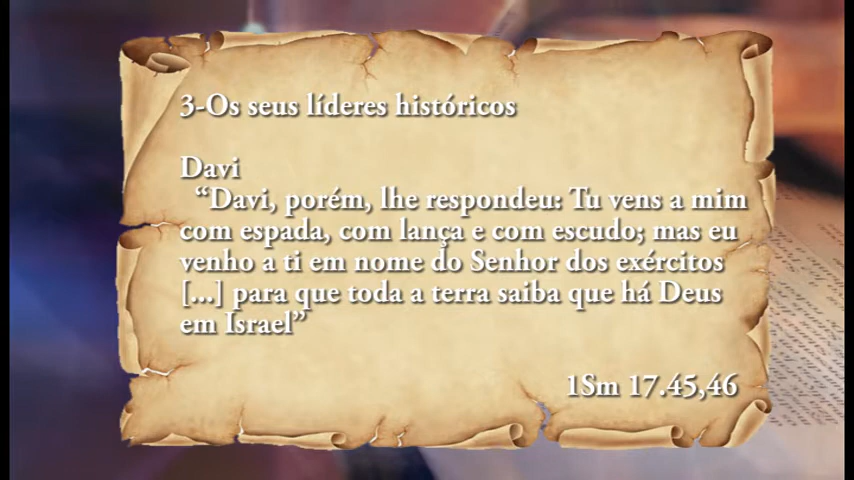 3-Os seus líderes históricos
Davi
“Davi, porém, lhe respondeu: Tu vens a mim
com espada, com lança e com escudo; mas eu
venho a ti em nome do Senhor dos exércitos
[...] para que toda a terra saiba que há Deus
em Israel”
1Sm 17.45,46